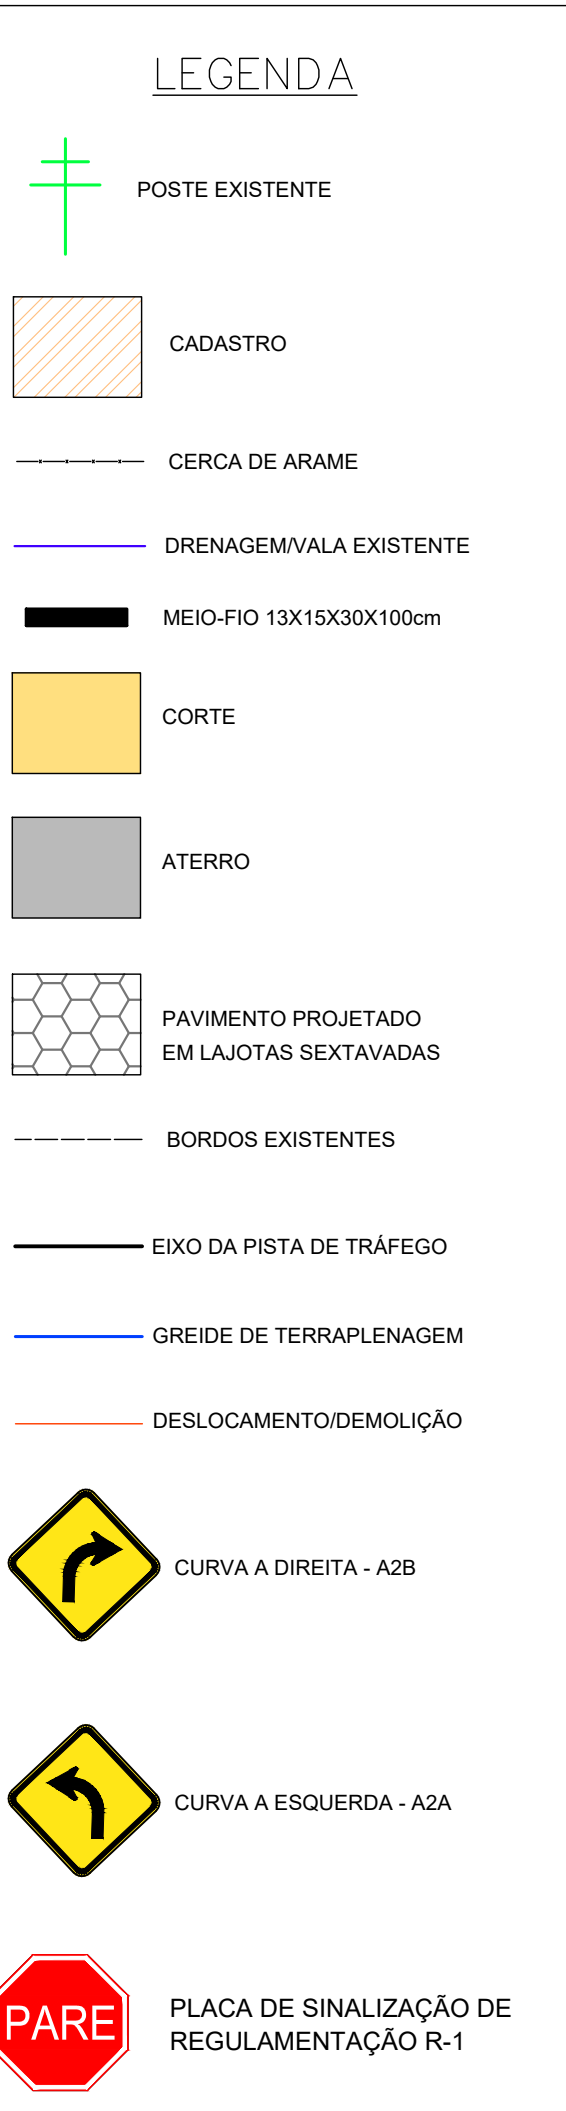 LEGENDA
POSTE EXISTENTE
CADASTRO
CERCA DE ARAME
DRENAGEM/VALA EXISTENTE
MEIO-FIO 13X15X30X100cm
CORTE
ATERRO
PAVIMENTO PROJETADO
EM LAJOTAS SEXTAVADAS
BORDOS EXISTENTES
EIXO DA PISTA DE TRÁFEGO
GREIDE DE TERRAPLENAGEM
DESLOCAMENTO/DEMOLIÇÃO
CURVA A DIREITA - A2B
CURVA A ESQUERDA - A2A
PARE
PLACA DE SINALIZAÇÃO DE
REGULAMENTAÇÃO R-1